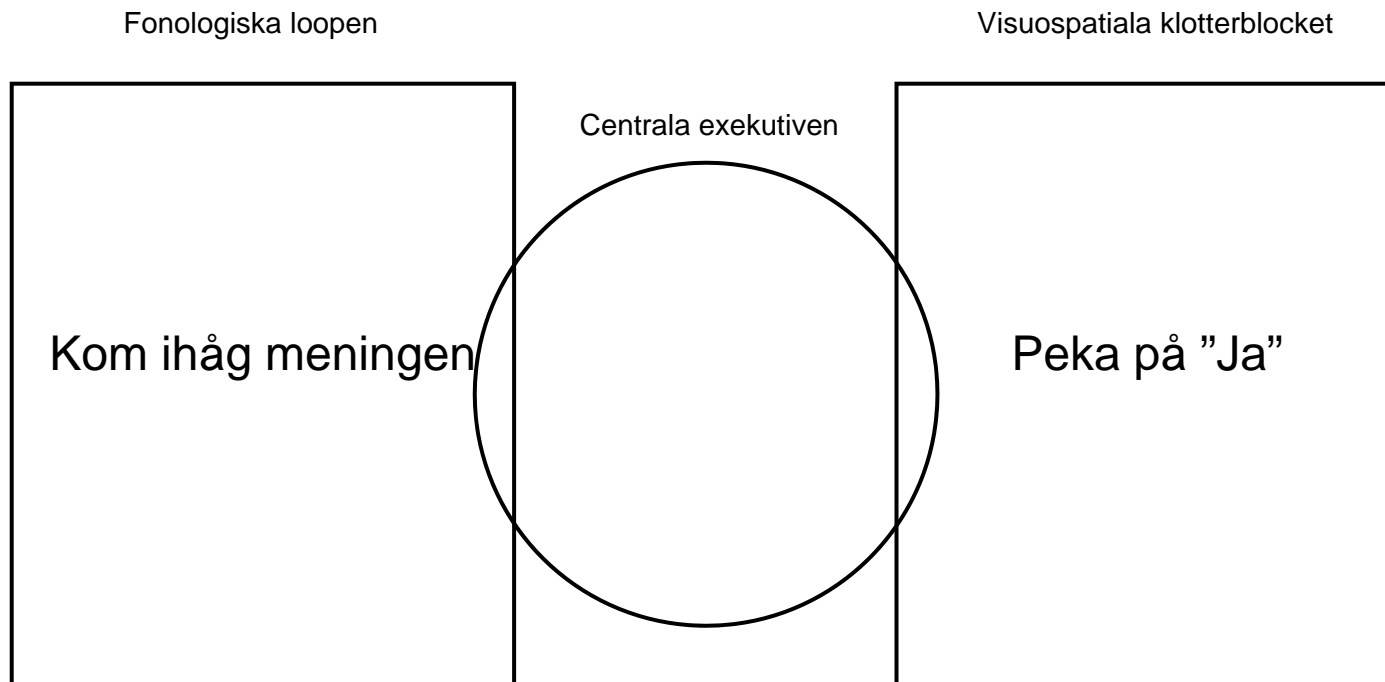 Fonologiska loopen
Visuospatiala klotterblocket
Centrala exekutiven
Kom ihåg meningen
Peka på ”Ja”